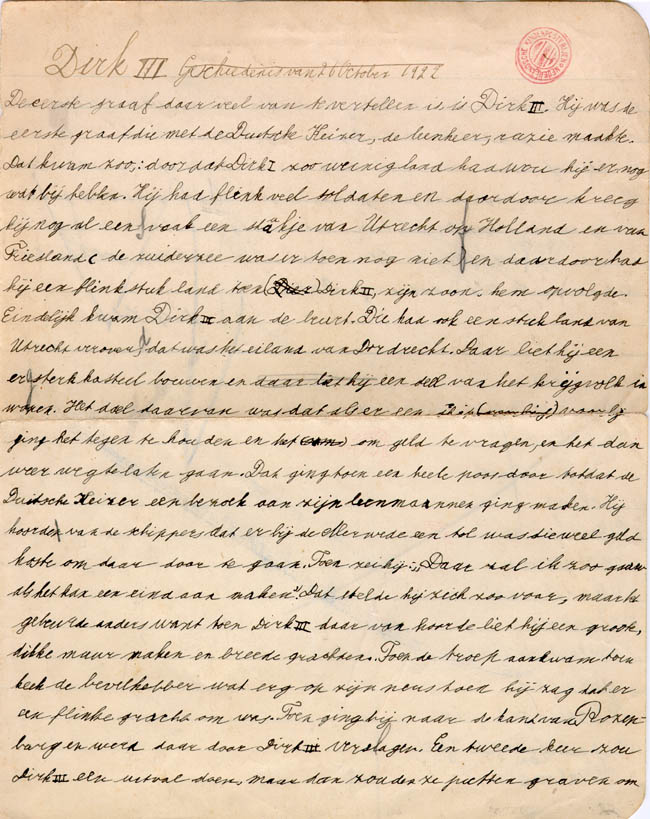 Dirk III Geschiedenis van 26 October 1922
De eerste graaf daar veel van te vertellen is is Dirk III. Hij was de
eerste graaf die met de Duitsche Keizer, de leenheer, ruzie maakte.
Dat kwam zoo,: doordat Dirk I zoo weinig land had wou hij er nog
wat bij hebben. Hij had flink veel soldaten en daardoor kreeg
hij nog al een vaak een stukje van Utrecht op Holland en van
Friesland ( de zuiderzee was er toen nog niet ) en daardoor had
hij een flink stuk land toen Dirk II, zijn zoon. hem opvolgde.
Eindelijk kwam Dirk III aan de beurt. Die had ook een stuk land van
Utrecht verover dat was het eiland van Dordrecht. Daar liet hij een
er sterk kasteel bouwen en daar liet hij een deel van het krijgvolk in
wonen. Het doel daarvan was dat als er een schip (voorbij) voorbij
ging het tegen te houden en het om geld te vragen, en het dan
weer weg te laten gaan. Dat ging toen een heele poos door totdat de
Duitsche Keizer een bezoek aan zijn leenmannen ging maken. Hij
hoorden van de schippers dat er bij de Merwede een tol was die veel geld
koste om daar door te gaan. Toen zei hij:„ Daar zal ik zoo gauw
als het kan een eind aan maken" Dat stelde hij zich zoo voor, maar het
gebeurde anders want toen Dirk III daar van hoorde liet hij een groote,
dikke muur maken en breede grachten. Toen de troep aankwam toen
keek de bevelhebber wat erg op zijn neus toen hij zag dat er
een flinke gracht om was. Toen ging hij naar de kant van Rozen=
burg en werd daar door Dirk III verslagen. Een tweede keer zou
Dirk III een uitval doen, maar dan zouden ze putten graven om